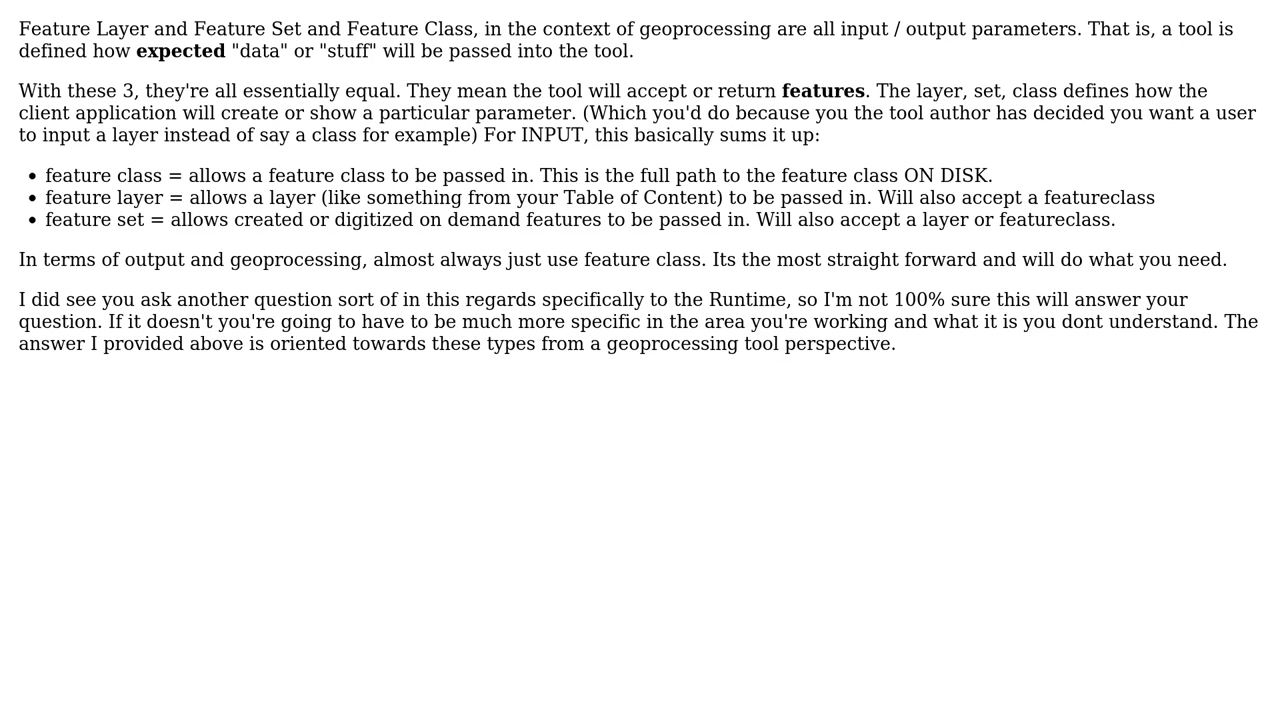 Feature Layer and Feature Set and Feature Class, in the context of geoprocessing are all input / output parameters. That is, a tool is
defined how expected "data" or "stuff" will be passed into the tool.
With these 3, they're all essentially equal. They mean the tool will accept or return features. The layer, set, class defines how the
client application will create or show a particular parameter. (Which you'd do because you the tool author has decided you want a user
to input a layer instead of say a class for example) For INPUT, this basically sums it up:
• feature class = allows a feature class to be passed in. This is the full path to the feature class ON DISK.
• feature layer = allows a layer (like something from your Table of Content) to be passed in. Will also accept a featureclass
• feature set = allows created or digitized on demand features to be passed in. Will also accept a layer or featureclass.
In terms of output and geoprocessing, almost always just use feature class. Its the most straight forward and will do what you need.
I did see you ask another question sort of in this regards specifically to the Runtime, so I'm not 100% sure this will answer your
question. If it doesn't you're going to have to be much more specific in the area you're working and what it is you dont understand. The
answer I provided above is oriented towards these types from a geoprocessing tool perspective.